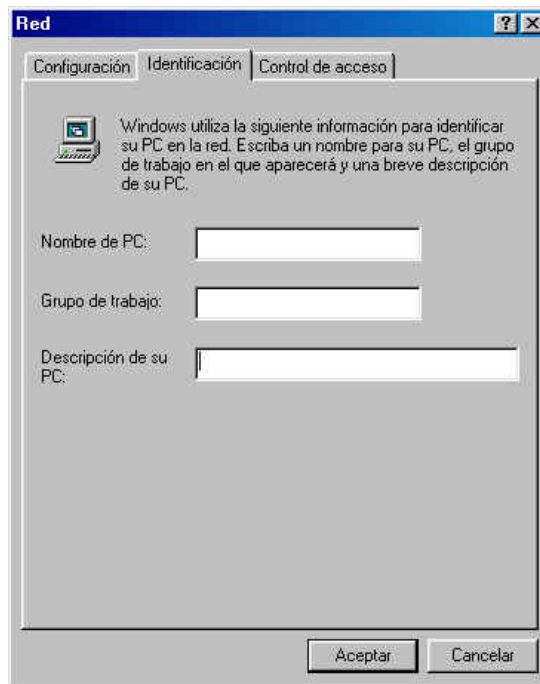 Red
Configuración Identificación Control de acceso
Windows utiliza la siguiente información para identificar
su PC en la red. Escriba un nombre para su PC, el grupo
de trabajo en el que aparecerá y una breve descripción
de su PC.
Nombre de PC:
Grupo de trabajo:
Descripción de su
PC:
Aceptar Cancelar